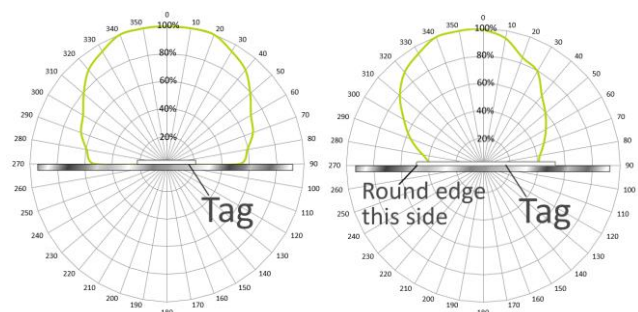 0
350 100% 10
340 20
330 30
320 80% 40
310 50
300 60% 60
290 40% 70
280 20% 80
270 90
260 100
Tag
250 110
240 120
230 130
220 140
210 150
200 160
190 170
180
0
350 100% 10
340 20
330 30
320 80% 40
310 50
300 60% 60
290 40% 70
280 20% 80
270 90
260 100
Round edge
this side
Tag
250 110
240 120
230 130
220 140
210 150
200 160
190 170
180